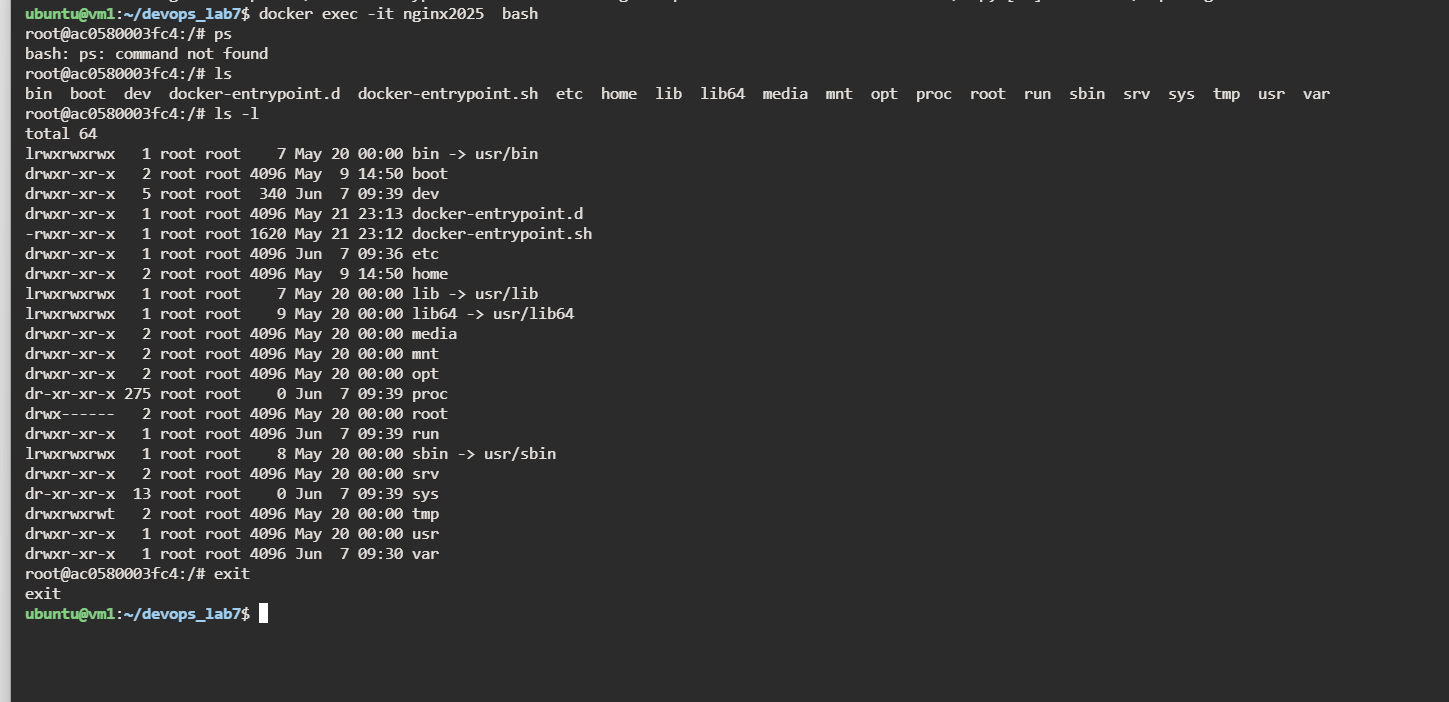 ubuntu@vm1:~/devops_lab7$ docker exec -it nginx2025  bash
root@ac0580003fc4:/# ps
bash: ps: command not found
root@ac0580003fc4:/# ls
bin  boot  dev  docker-entrypoint.d  docker-entrypoint.sh  etc  home  lib  lib64  media  mnt  opt  proc  root  run  sbin  srv  sys  tmp  usr  var
root@ac0580003fc4:/# ls -l
total 64
lrwxrwxrwx   1 root root    7 May 20 00:00 bin -> usr/bin
drwxr-xr-x   2 root root 4096 May  9 14:50 boot
drwxr-xr-x   5 root root  340 Jun  7 09:39 dev
drwxr-xr-x   1 root root 4096 May 21 23:13 docker-entrypoint.d
-rwxr-xr-x   1 root root 1620 May 21 23:12 docker-entrypoint.sh
drwxr-xr-x   1 root root 4096 Jun  7 09:36 etc
drwxr-xr-x   2 root root 4096 May  9 14:50 home
lrwxrwxrwx   1 root root    7 May 20 00:00 lib -> usr/lib
lrwxrwxrwx   1 root root    9 May 20 00:00 lib64 -> usr/lib64
drwxr-xr-x   2 root root 4096 May 20 00:00 media
drwxr-xr-x   2 root root 4096 May 20 00:00 mnt
drwxr-xr-x   2 root root 4096 May 20 00:00 opt
dr-xr-xr-x 275 root root    0 Jun  7 09:39 proc
drwx------   2 root root 4096 May 20 00:00 root
drwxr-xr-x   1 root root 4096 Jun  7 09:39 run
lrwxrwxrwx   1 root root    8 May 20 00:00 sbin -> usr/sbin
drwxr-xr-x   2 root root 4096 May 20 00:00 srv
dr-xr-xr-x  13 root root    0 Jun  7 09:39 sys
drwxrwxrwt   2 root root 4096 May 20 00:00 tmp
drwxr-xr-x   1 root root 4096 May 20 00:00 usr
drwxr-xr-x   1 root root 4096 Jun  7 09:30 var
root@ac0580003fc4:/# exit
exit
ubuntu@vm1:~/devops_lab7$